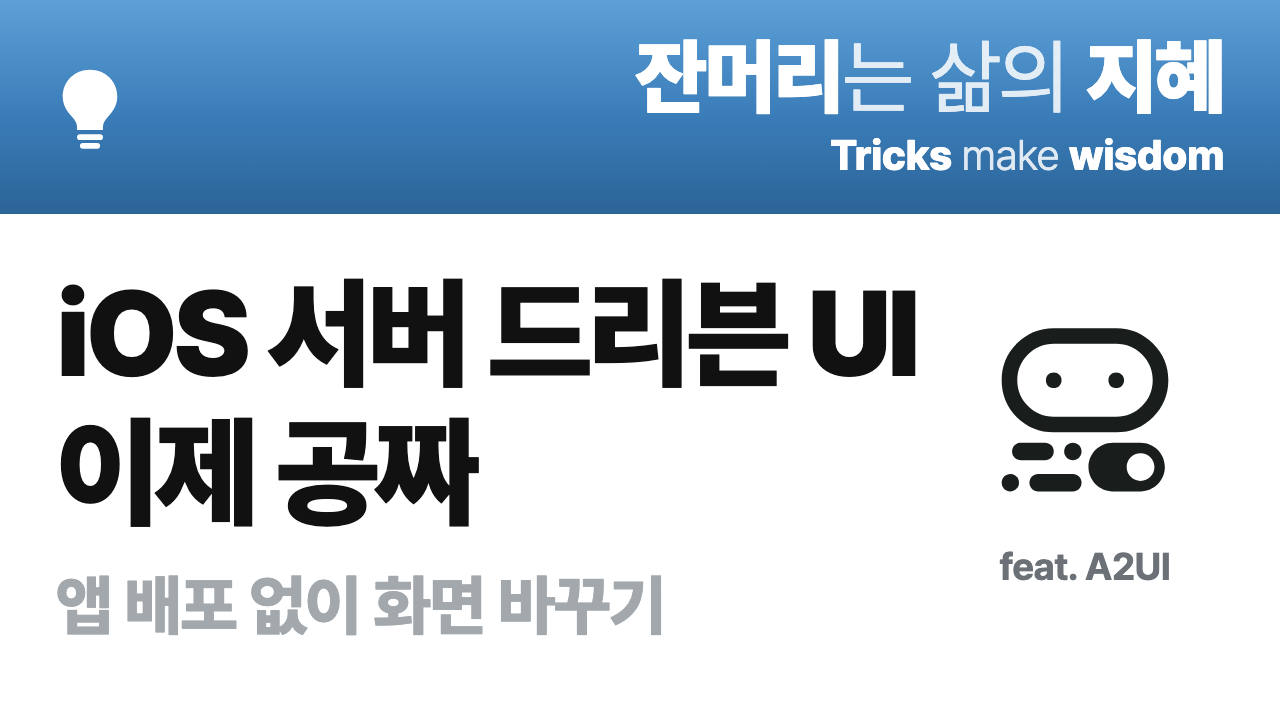 잔머리는 삶의 지혜
Tricks make wisdom
iOS 서버 드리븐 UI
이제 공짜
앱 배포 없이 화면 바꾸기
feat. A2UI